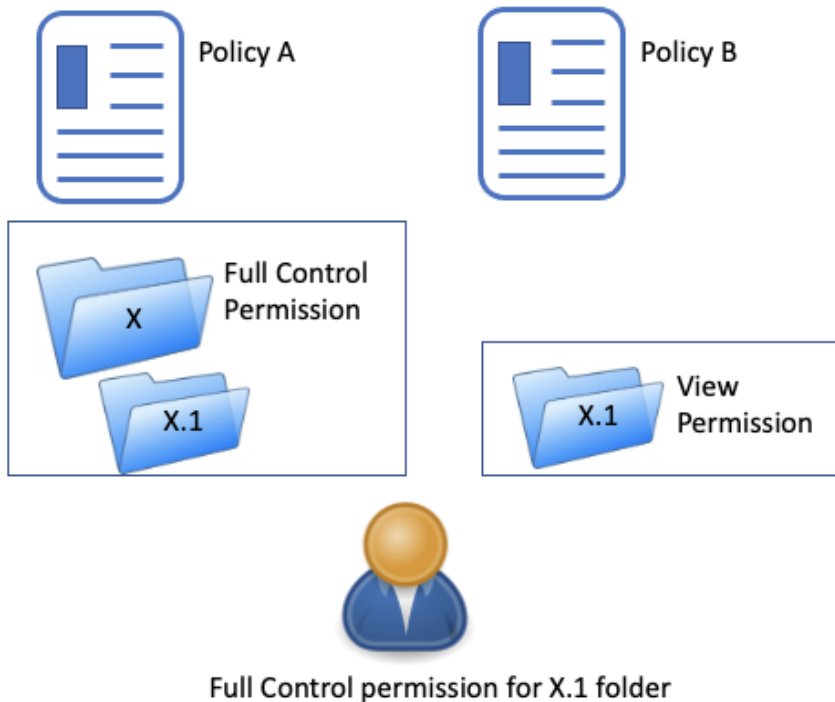 Policy A
Policy B
Full Control
Permission
X
X.1
X.1
View
Permission
Full Control permission for X.1 folder